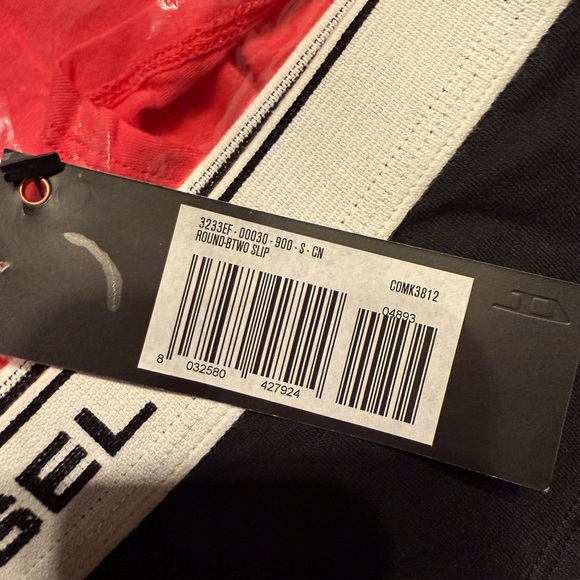 3233EF-00030-900-S-CN
ROUND-BTWO SLIP
COMK3812
04893
8 032580 427924
SEL